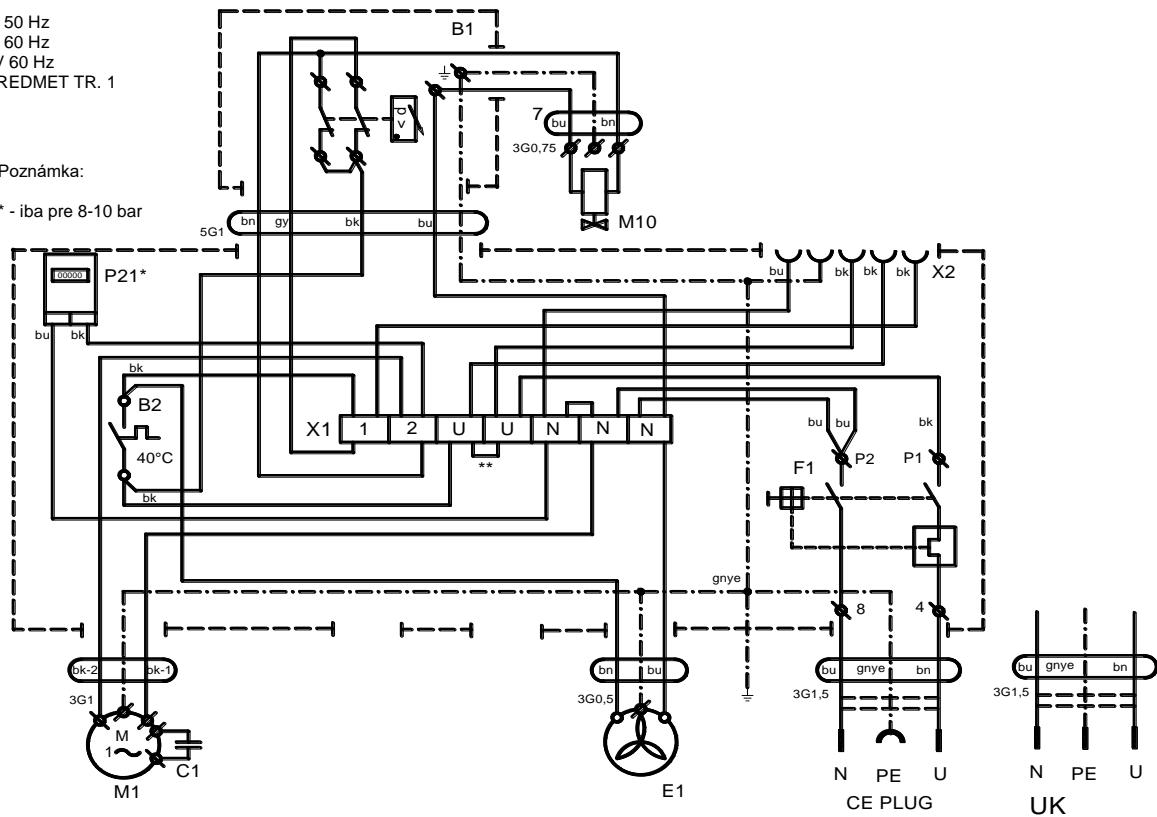 50 Hz
60 Hz
/ 60 Hz
REDMET TR. 1
Poznámka:
* - iba pre 8-10 bar
B1
7
bu bn
3G0,75
M10
bn gy bk bu
5G1
P21*
00000
bu bk
bu bk bk bk
X2
bk
B2
40°C
bk
X1 1 2 U U N N N
**
bu bu bk
P2 P1
F1
gnye
8 4
bk-2 bk-1
3G1
M
1
C1
M1
bn bu
3G0,5
E1
bu gnye bn
3G1,5
N PE U
CE PLUG
bu gnye bn
3G1,5
N PE U
UK